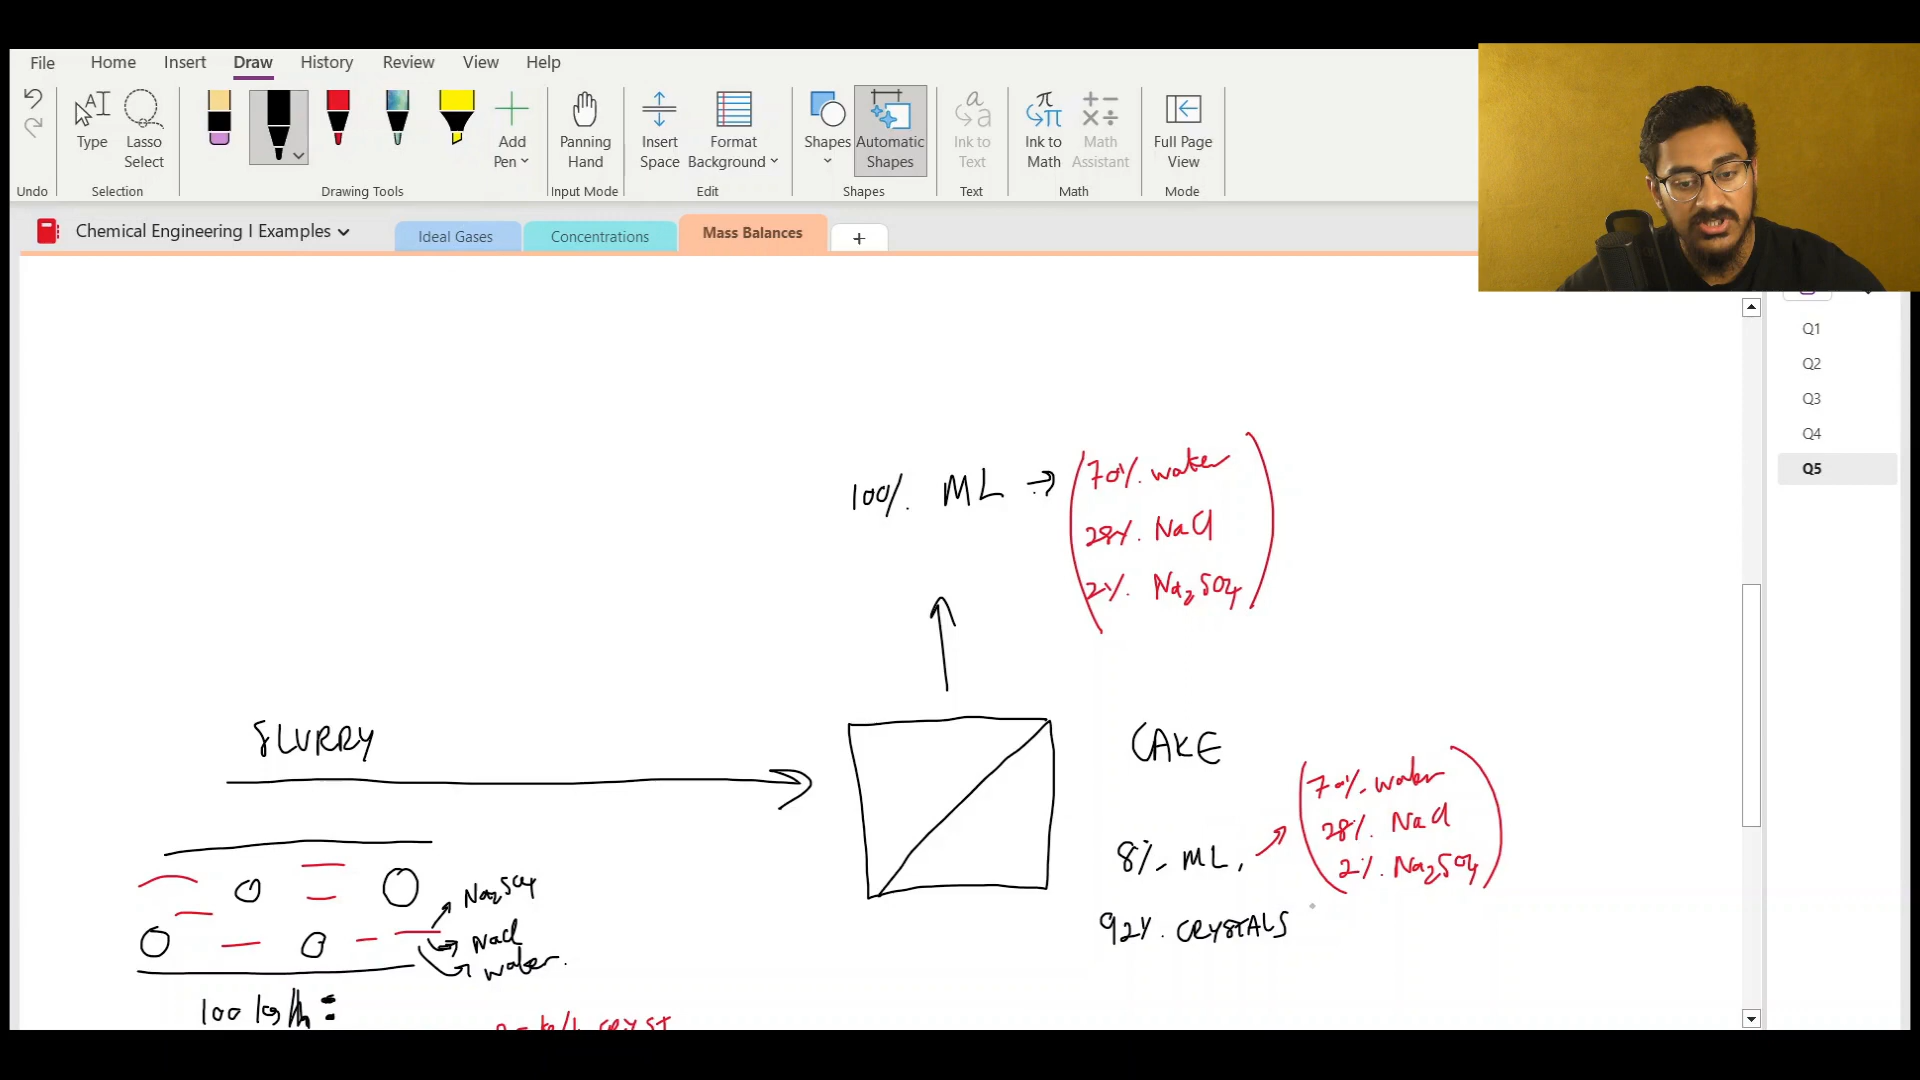 File Home Insert Draw History Review View Help
Type
Lasso Select
Add Pen
Panning Hand
Insert Space
Format Background
Shapes
Automatic Shapes
Ink to Text
Ink to Math
Math Assistant
Full Page View
Undo Selection Drawing Tools Input Mode Edit Shapes Text Math Mode
Chemical Engineering I Examples Ideal Gases Concentrations Mass Balances +
Q1
Q2
Q3
Q4
Q5
100%. ML → 70%. water
28%. NaCl
2%. Na₂SO₄
SLURRY
CAKE
70%. water
28%. NaCl
2%. Na₂SO₄
8%. ML
92%. CRYSTALS
Na₂SO₄
NaCl
water.
100 kg/h :
kg/h cryst